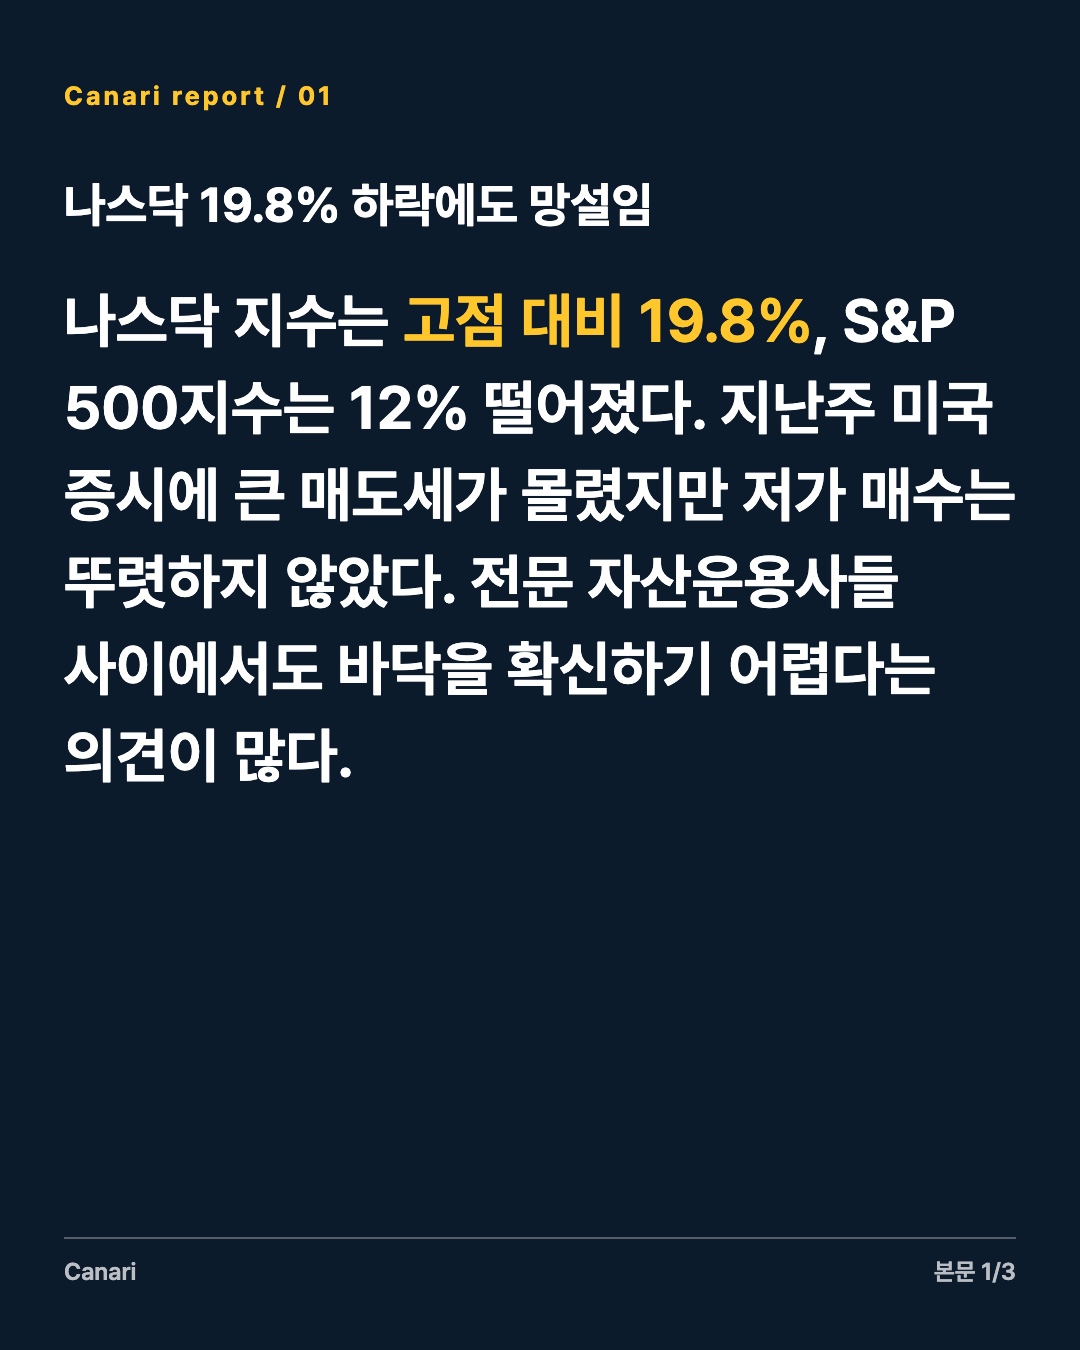 Canari report / 01
나스닥 19.8% 하락에도 망설임
나스닥 지수는 고점 대비 19.8%, S&P
500지수는 12% 떨어졌다. 지난주 미국
증시에 큰 매도세가 몰렸지만 저가 매수는
뚜렷하지 않았다. 전문 자산운용사들
사이에서도 바닥을 확신하기 어렵다는
의견이 많다.
Canari
본문 1/3